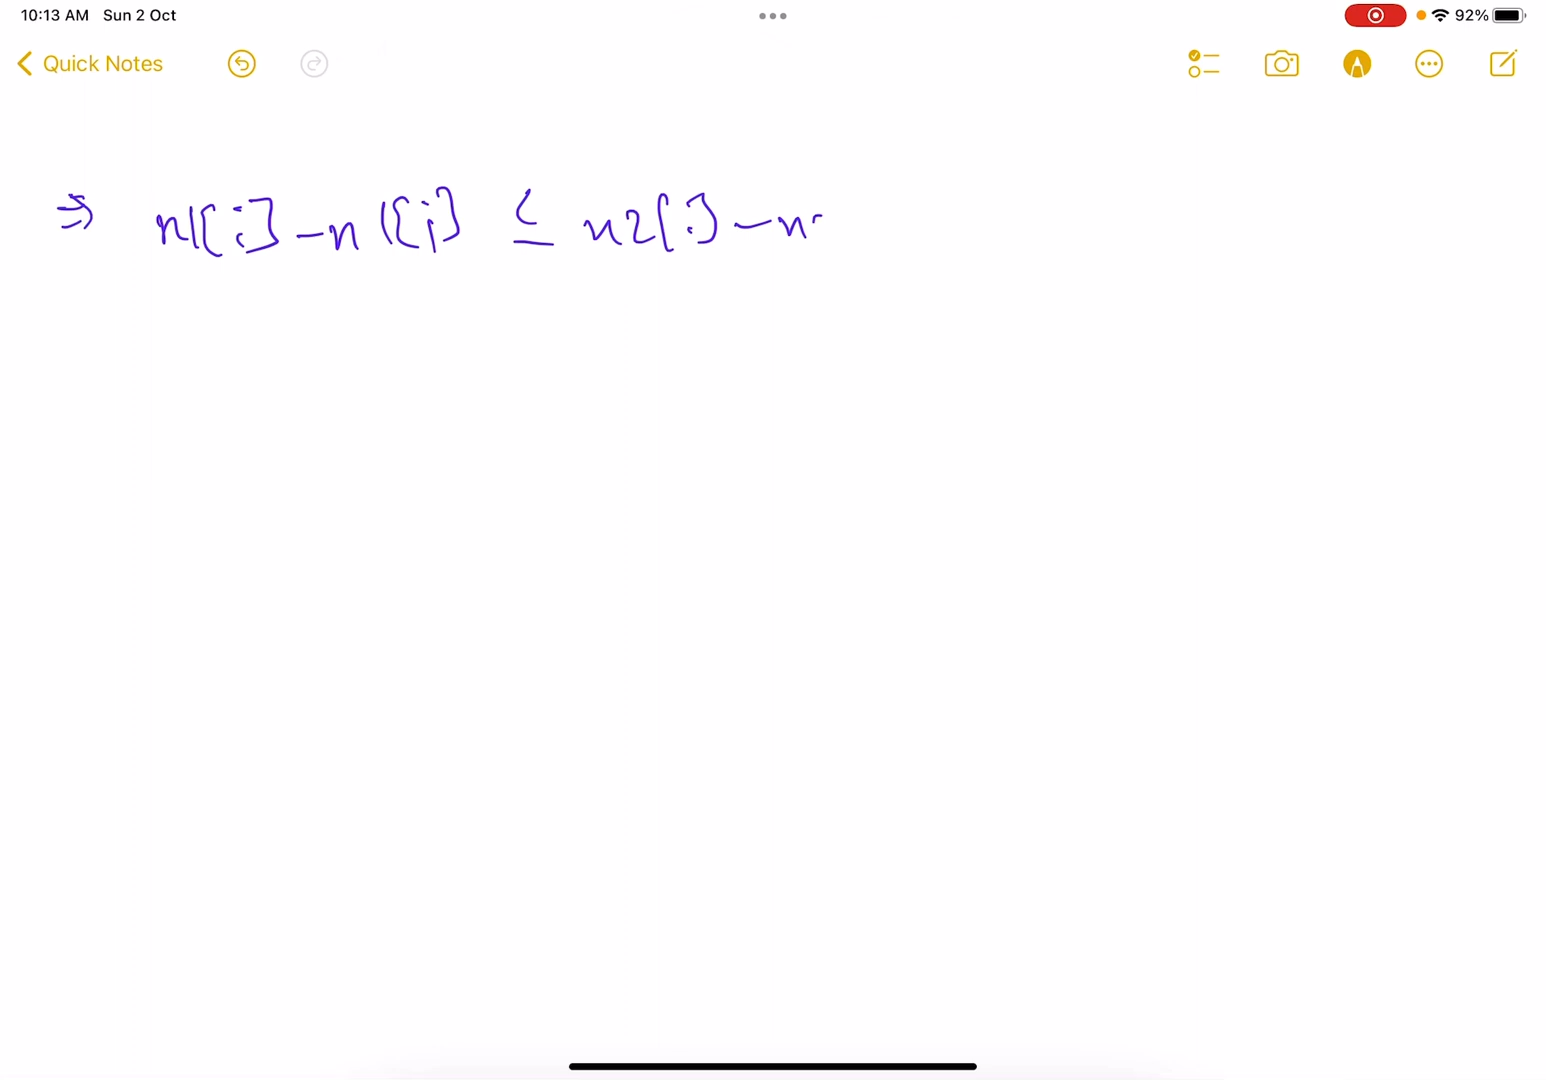 10:13 AM Sun 2 Oct 92%
Quick Notes
⇒ n1[i] - n1[j] ≤ n2[i] - n